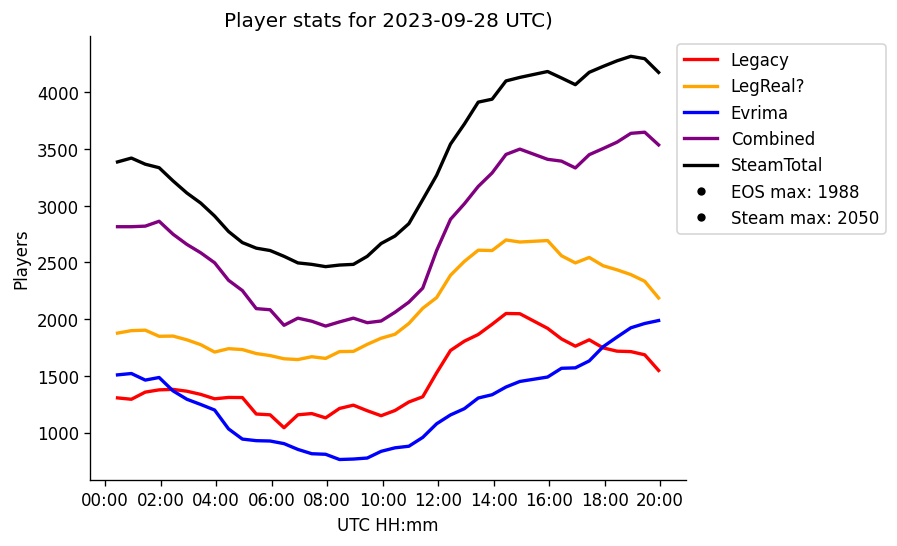 Player stats for 2023-09-28 UTC)
Players
4000
3500
3000
2500
2000
1500
1000
00:00 02:00 04:00 06:00 08:00 10:00 12:00 14:00 16:00 18:00 20:00
UTC HH:mm
Legacy
LegReal?
Evrima
Combined
SteamTotal
EOS max: 1988
Steam max: 2050